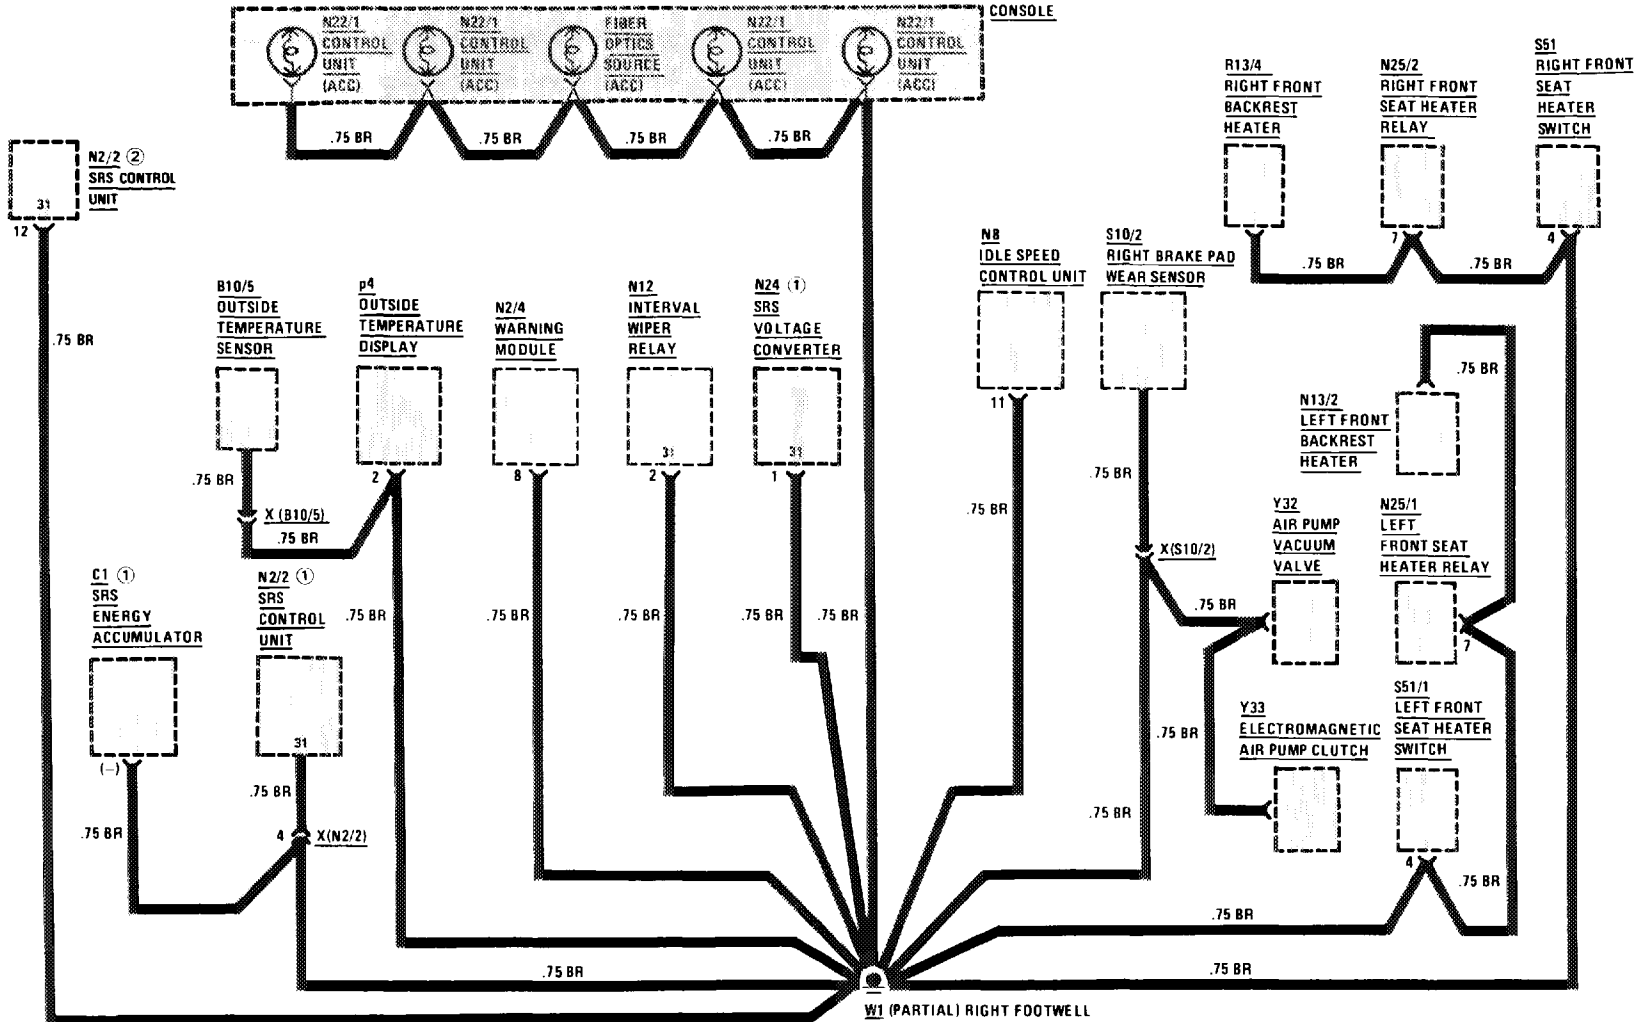 CONSOLE
N22/1
CONTROL
UNIT
(ACC)
N22/1
CONTROL
UNIT
(ACC)
FIBER
OPTICS
SOURCE
(ACC)
N22/1
CONTROL
UNIT
(ACC)
N22/1
CONTROL
UNIT
(ACC)
.75 BR
.75 BR
.75 BR
.75 BR
R13/4
RIGHT FRONT
BACKREST
HEATER
N25/2
RIGHT FRONT
SEAT HEATER
RELAY
7
S51
RIGHT FRONT
SEAT
HEATER
SWITCH
4
.75 BR
.75 BR
N2/2 ②
SRS CONTROL
UNIT
31
12
.75 BR
B10/5
OUTSIDE
TEMPERATURE
SENSOR
.75 BR
X (B10/5)
.75 BR
p4
OUTSIDE
TEMPERATURE
DISPLAY
2
.75 BR
N2/4
WARNING
MODULE
8
.75 BR
N12
INTERVAL
WIPER
RELAY
31
2
.75 BR
N24 ①
SRS
VOLTAGE
CONVERTER
31
1
.75 BR
.75 BR
N8
IDLE SPEED
CONTROL UNIT
11
.75 BR
S10/2
RIGHT BRAKE PAD
WEAR SENSOR
.75 BR
X(S10/2)
.75 BR
.75 BR
N13/2
LEFT FRONT
BACKREST
HEATER
.75 BR
Y32
AIR PUMP
VACUUM
VALVE
.75 BR
N25/1
LEFT
FRONT SEAT
HEATER RELAY
7
Y33
ELECTROMAGNETIC
AIR PUMP CLUTCH
S51/1
LEFT FRONT
SEAT HEATER
SWITCH
4
.75 BR
C1 ①
SRS
ENERGY
ACCUMULATOR
(−)
.75 BR
N2/2 ①
SRS
CONTROL
UNIT
31
.75 BR
4
X(N2/2)
.75 BR
.75 BR
.75 BR
W1 (PARTIAL) RIGHT FOOTWELL